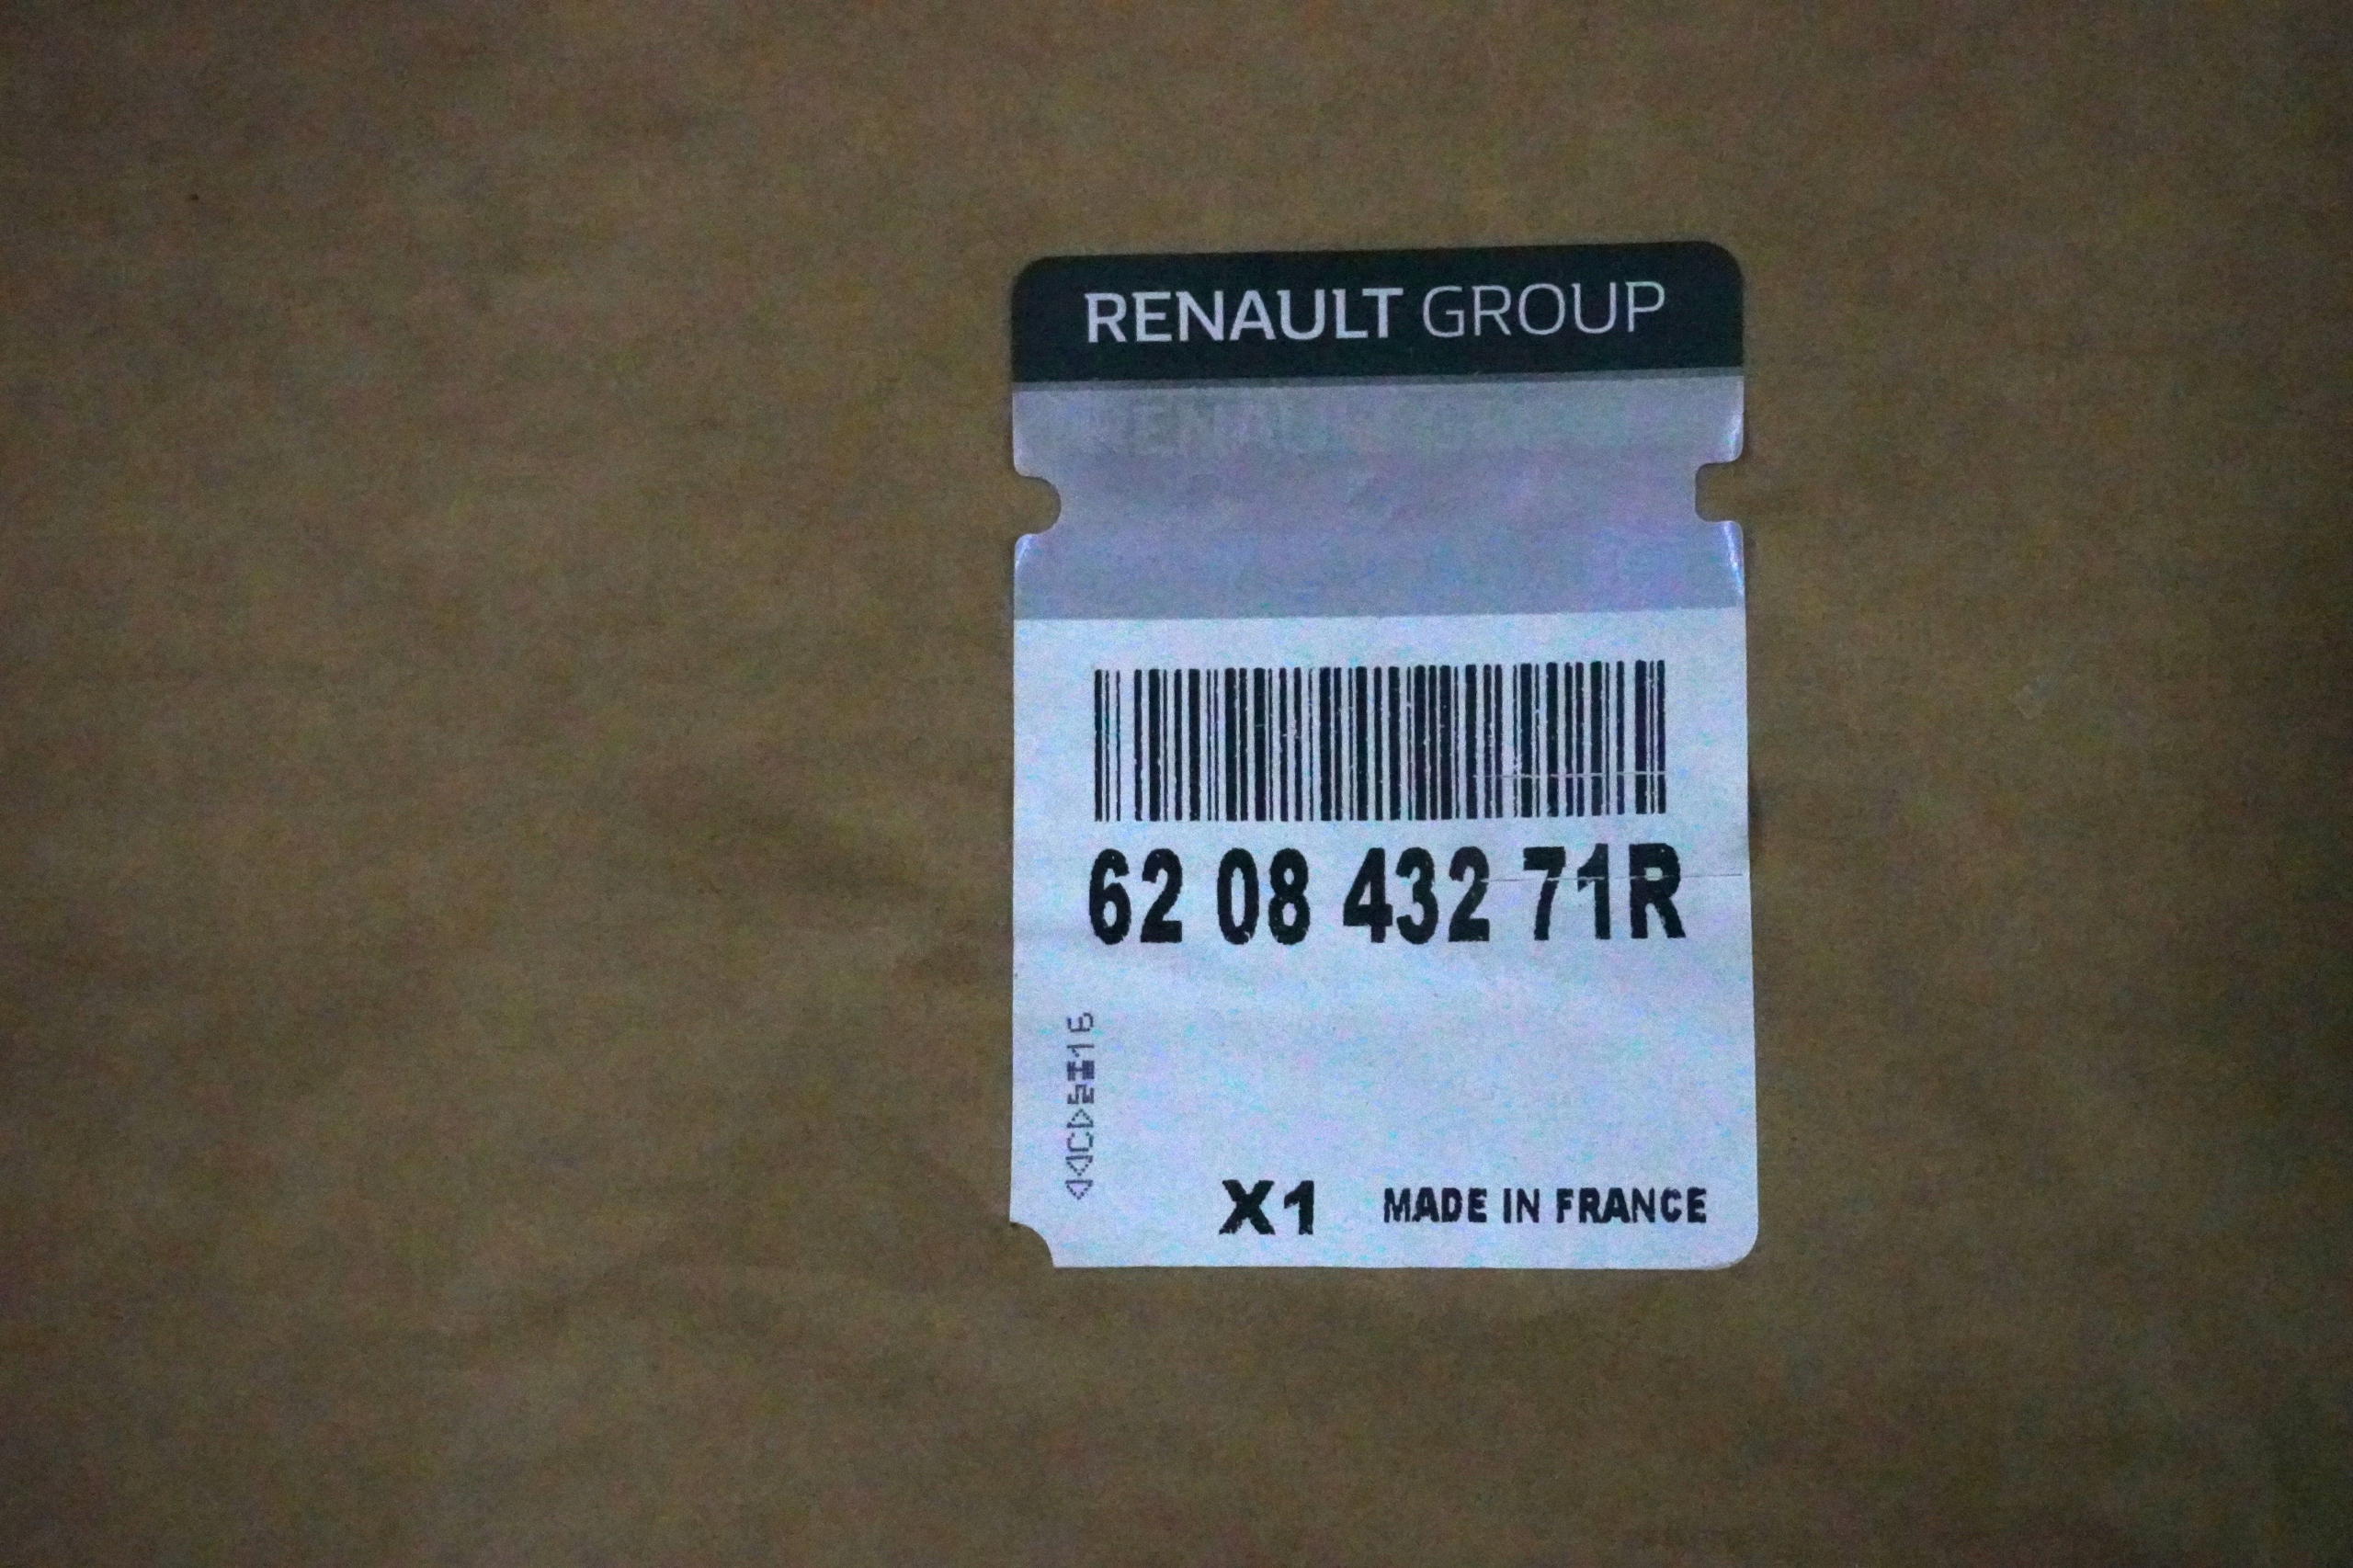 RENAULT GROUP
62 08 432 71R
X1 MADE IN FRANCE